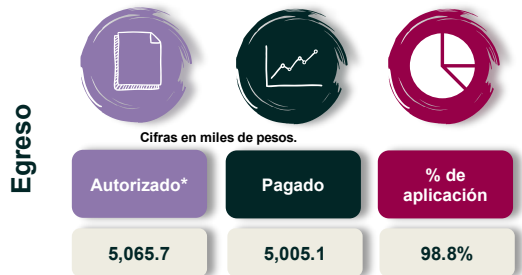 Egreso
Cifras en miles de pesos.
Autorizado*
Pagado
% de
aplicación
5,065.7
5,005.1
98.8%